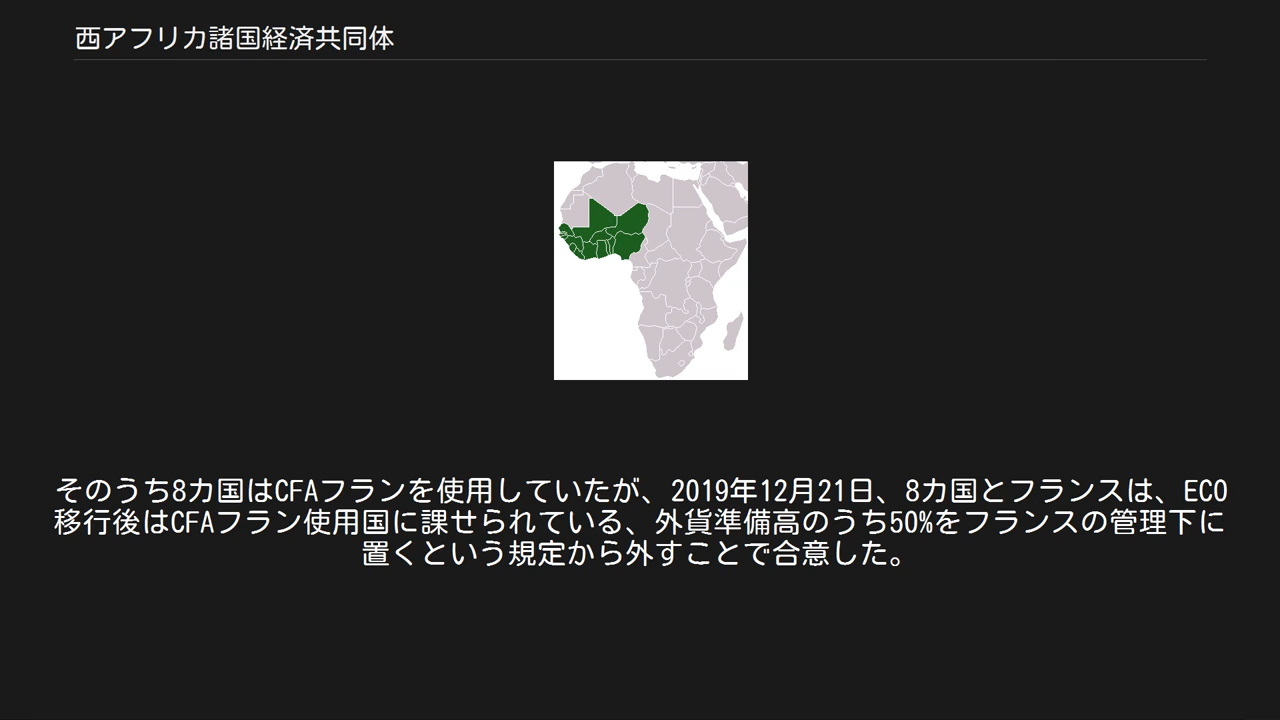 西アフリカ諸国経済共同体
そのうち8カ国はCFAフランを使用していたが、2019年12月21日、8カ国とフランスは、ECO
移行後はCFAフラン使用国に課せられている、外貨準備高のうち50%をフランスの管理下に
置くという規定から外すことで合意した。